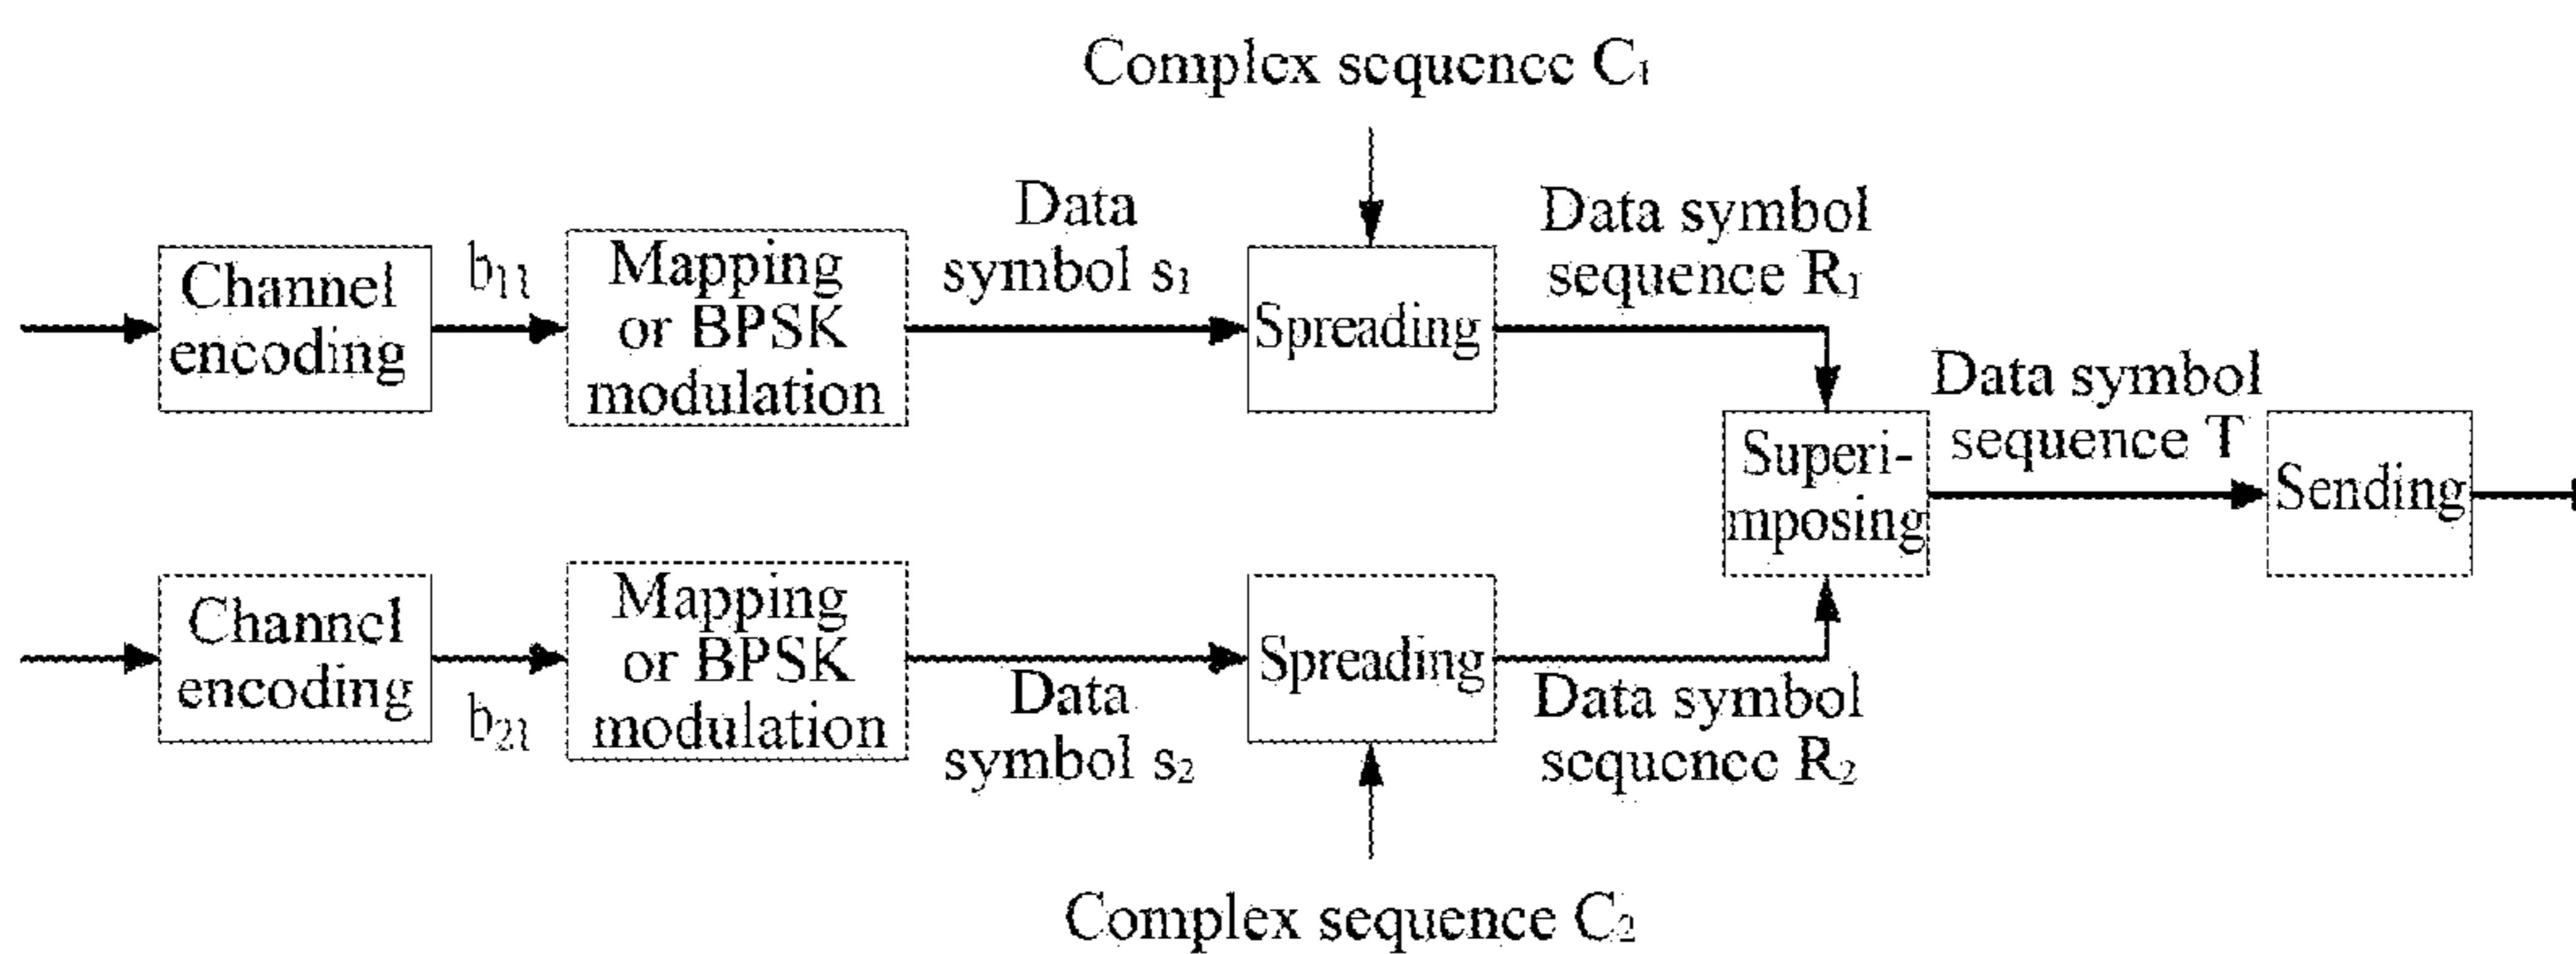 Complex sequence C1
Data
symbol s1
Data symbol
sequence R1
Channel
encoding
b11
Mapping
or BPSK
modulation
Spreading
Data symbol
sequence T
Superi-
mposing
Sending
Channel
encoding
b21
Mapping
or BPSK
modulation
Data
symbol s2
Spreading
Data symbol
sequence R2
Complex sequence C2